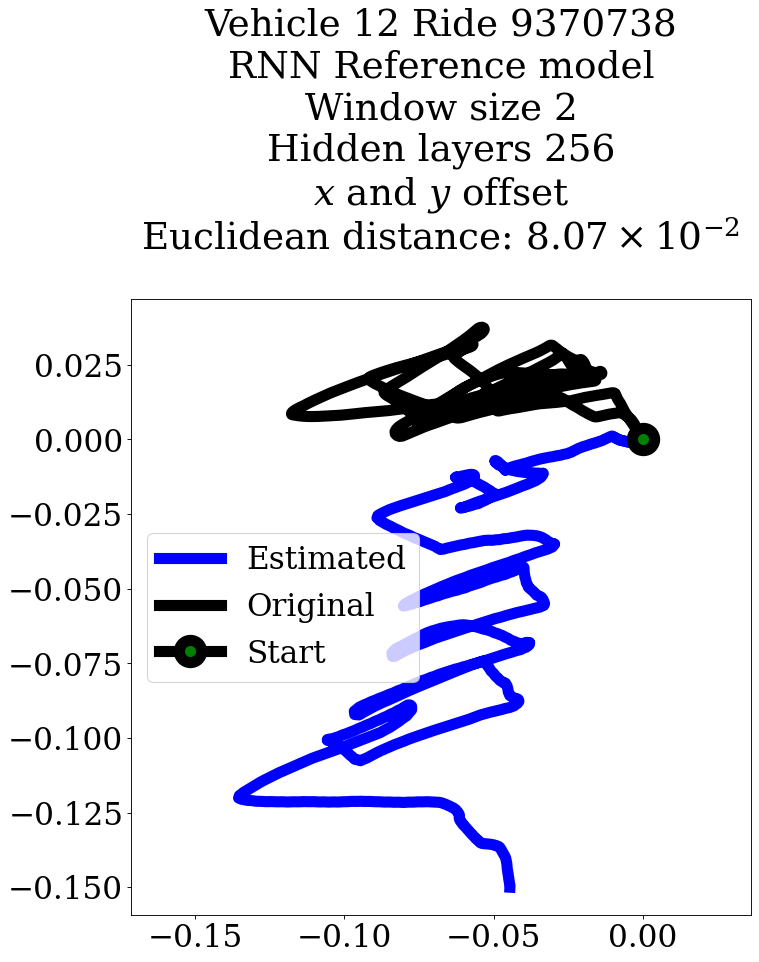 Vehicle 12 Ride 9370738
RNN Reference model
Window size 2
Hidden layers 256
x and y offset
Euclidean distance: 8.07 × 10⁻²
0.025
0.000
−0.025
−0.050
−0.075
−0.100
−0.125
−0.150
Estimated
Original
Start
−0.15
−0.10
−0.05
0.00